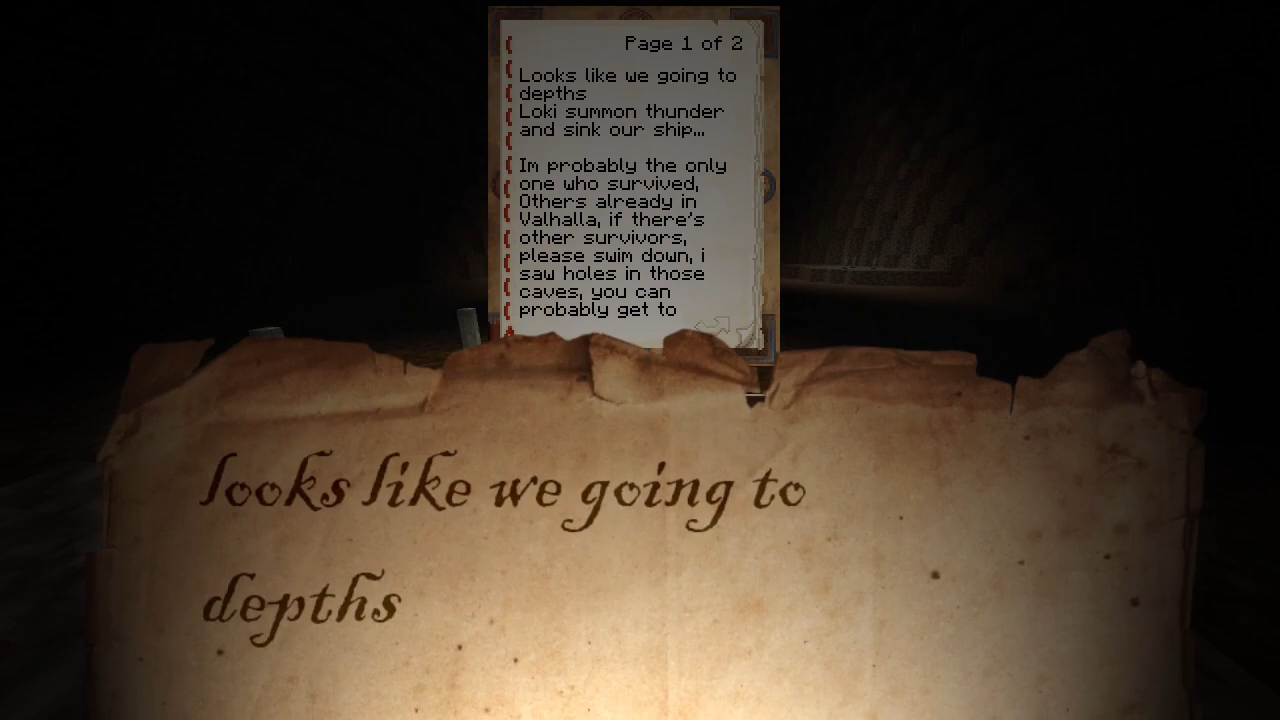 Page 1 of 2
Looks like we going to
depths
Loki summon thunder
and sink our ship...
Im probably the only
one who survived,
Others already in
Valhalla, if there's
other survivors,
please swim down, i
saw holes in those
caves, you can
probably get to
looks like we going to
depths